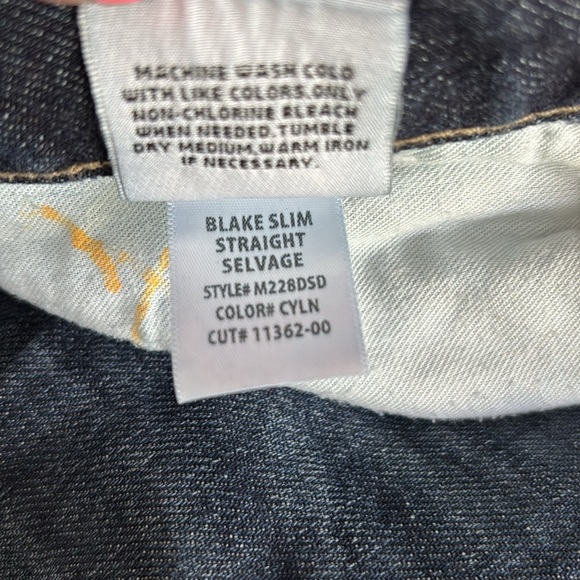 MACHINE WASH COLD
WITH LIKE COLORS.ONLY
NON-CHLORINE BLEACH
WHEN NEEDED.TUMBLE
DRY MEDIUM.WARM IRON
IF NECESSARY.
BLAKE SLIM
STRAIGHT
SELVAGE
STYLE# M228DSD
COLOR# CYLN
CUT# 11362-00